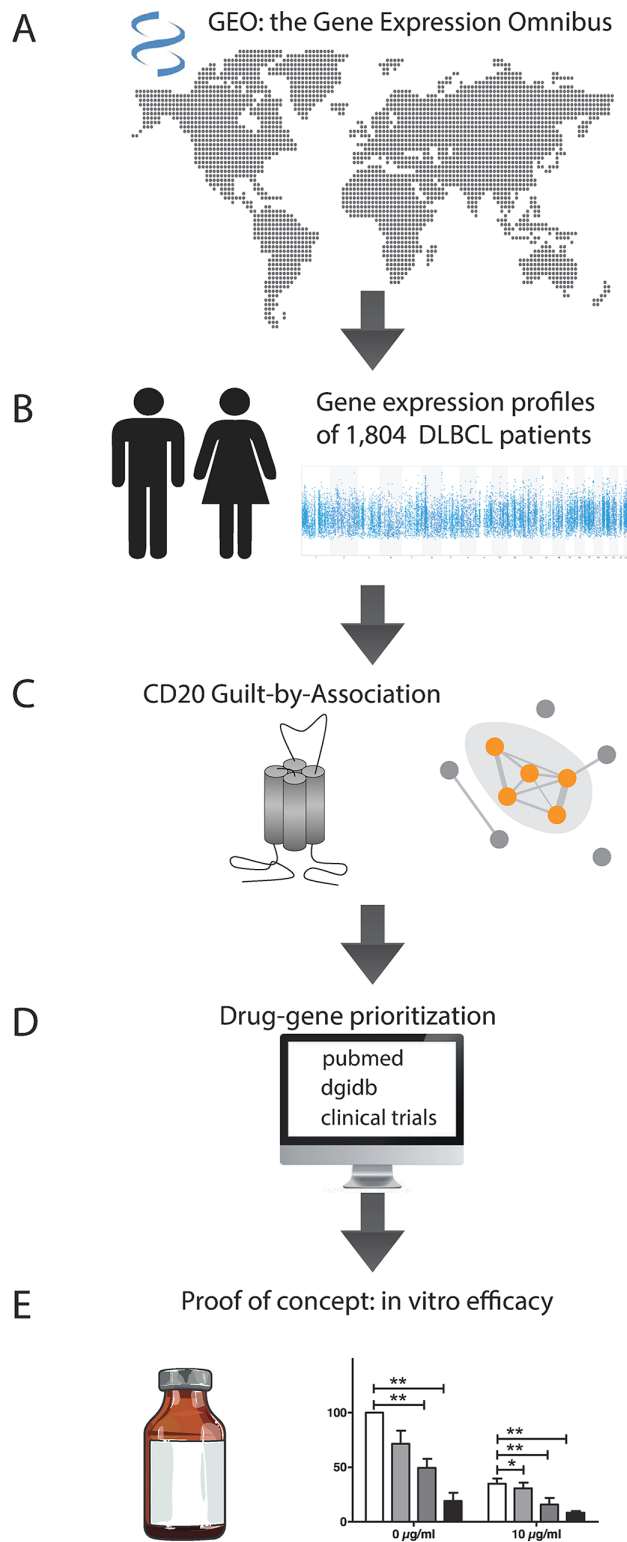 A
GEO: the Gene Expression Omnibus
B
Gene expression profiles
of 1,804 DLBCL patients
C
CD20 Guilt-by-Association
D
Drug-gene prioritization
pubmed
dgidb
clinical trials
E
Proof of concept: in vitro efficacy
**
**
100
**
**
50
*
0
0 µg/ml
10 µg/ml